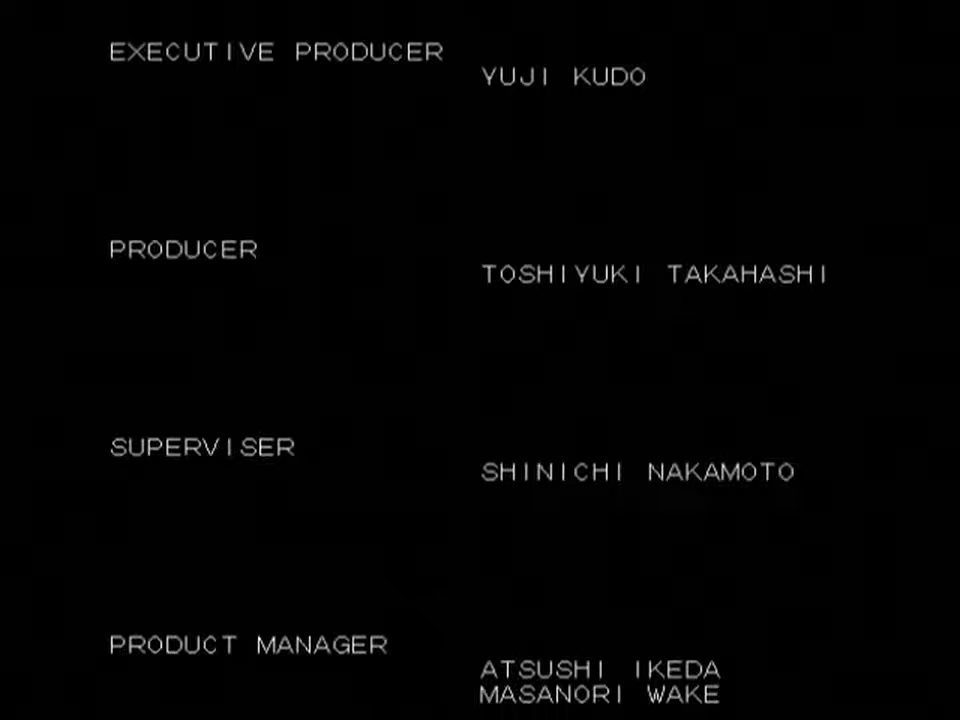 EXECUTIVE PRODUCER
YUJI KUDO
PRODUCER
TOSHIYUKI TAKAHASHI
SUPERVISER
SHINICHI NAKAMOTO
PRODUCT MANAGER
ATSUSHI IKEDA
MASANORI WAKE